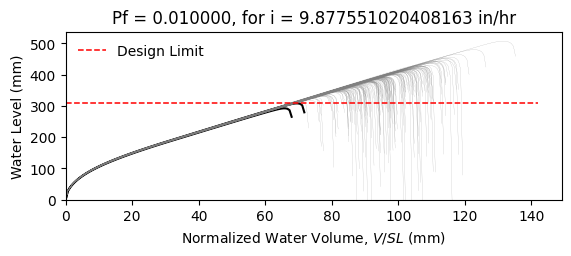 Pf = 0.010000, for i = 9.877551020408163 in/hr
Water Level (mm)
500
400
300
200
100
0
Design Limit
0 20 40 60 80 100 120 140
Normalized Water Volume, V/SL (mm)